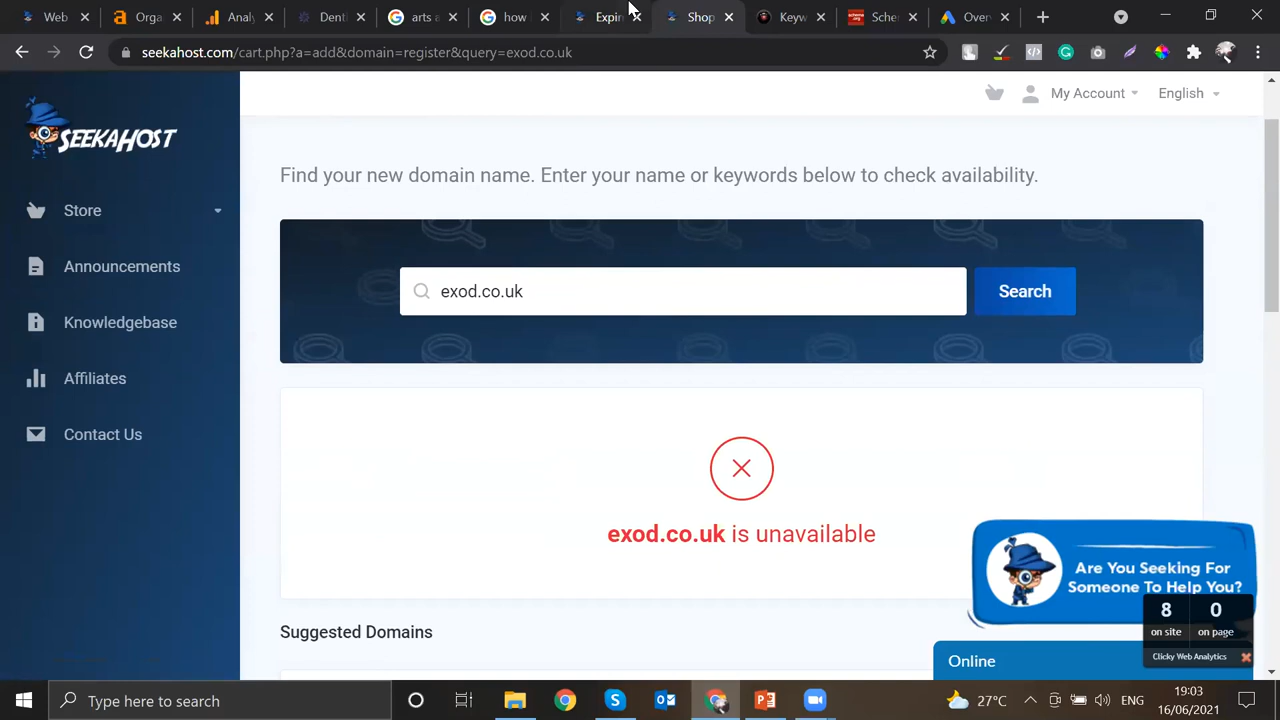 Web
Orga
Analy
Denti
arts a
how
Expir
Shop
Keyw
Sche
Over
seekahost.com/cart.php?a=add&domain=register&query=exod.co.uk
SEEKAHOST
My Account
English
Store
Announcements
Knowledgebase
Affiliates
Contact Us
Find your new domain name. Enter your name or keywords below to check availability.
exod.co.uk
Search
exod.co.uk is unavailable
Suggested Domains
Are You Seeking For
Someone To Help You?
8 0
on site on page
Clicky Web Analytics
Online
Type here to search
27°C
ENG
19:03
16/06/2021